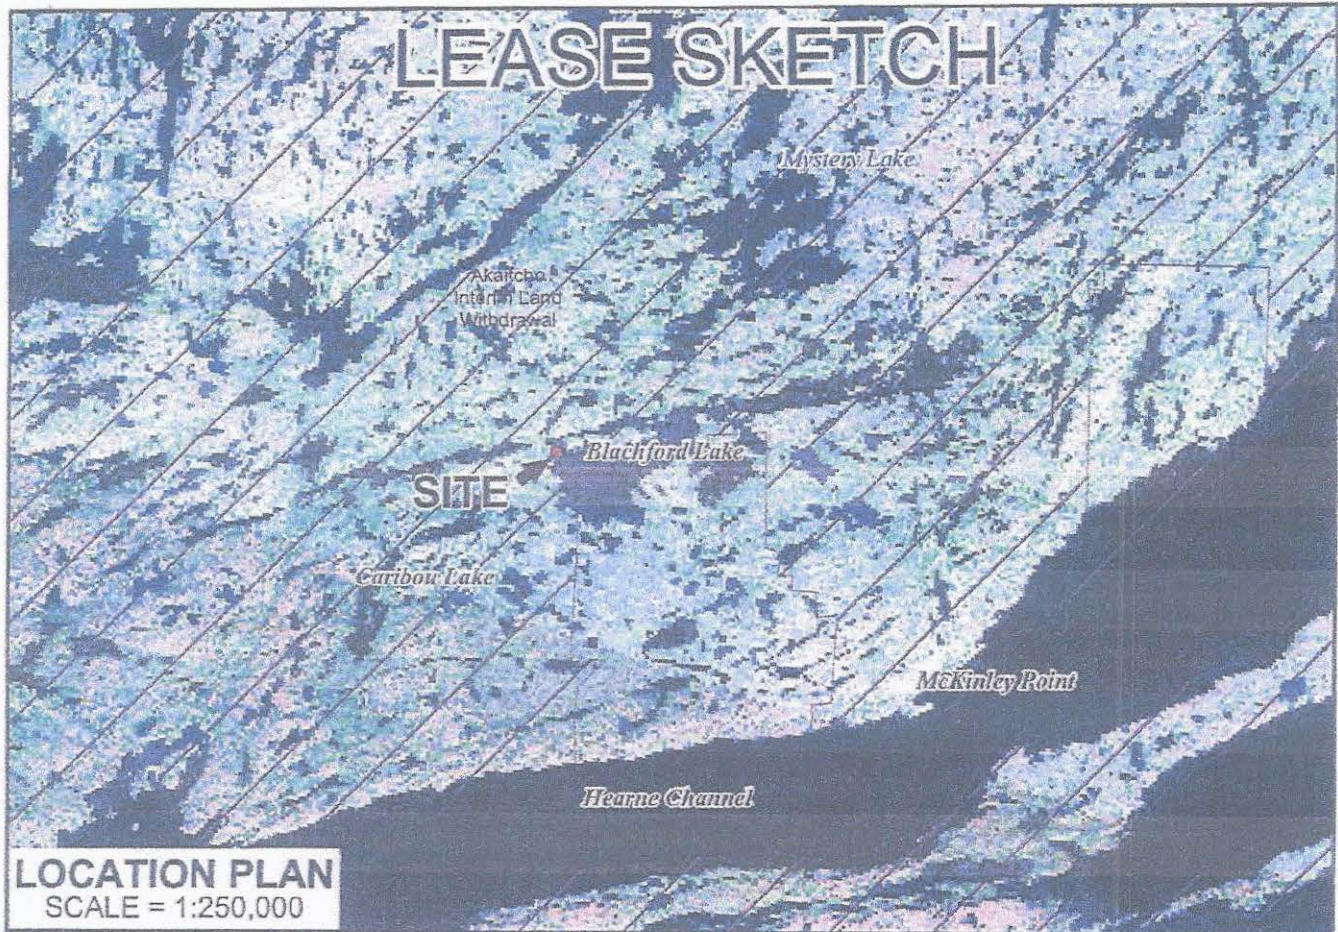 LEASE SKETCH
Mystery Lake
Akaitcho
Interim Land
Withdrawal
Blachford Lake
SITE
Caribou Lake
McKinley Point
Hearne Channel
LOCATION PLAN
SCALE = 1:250,000